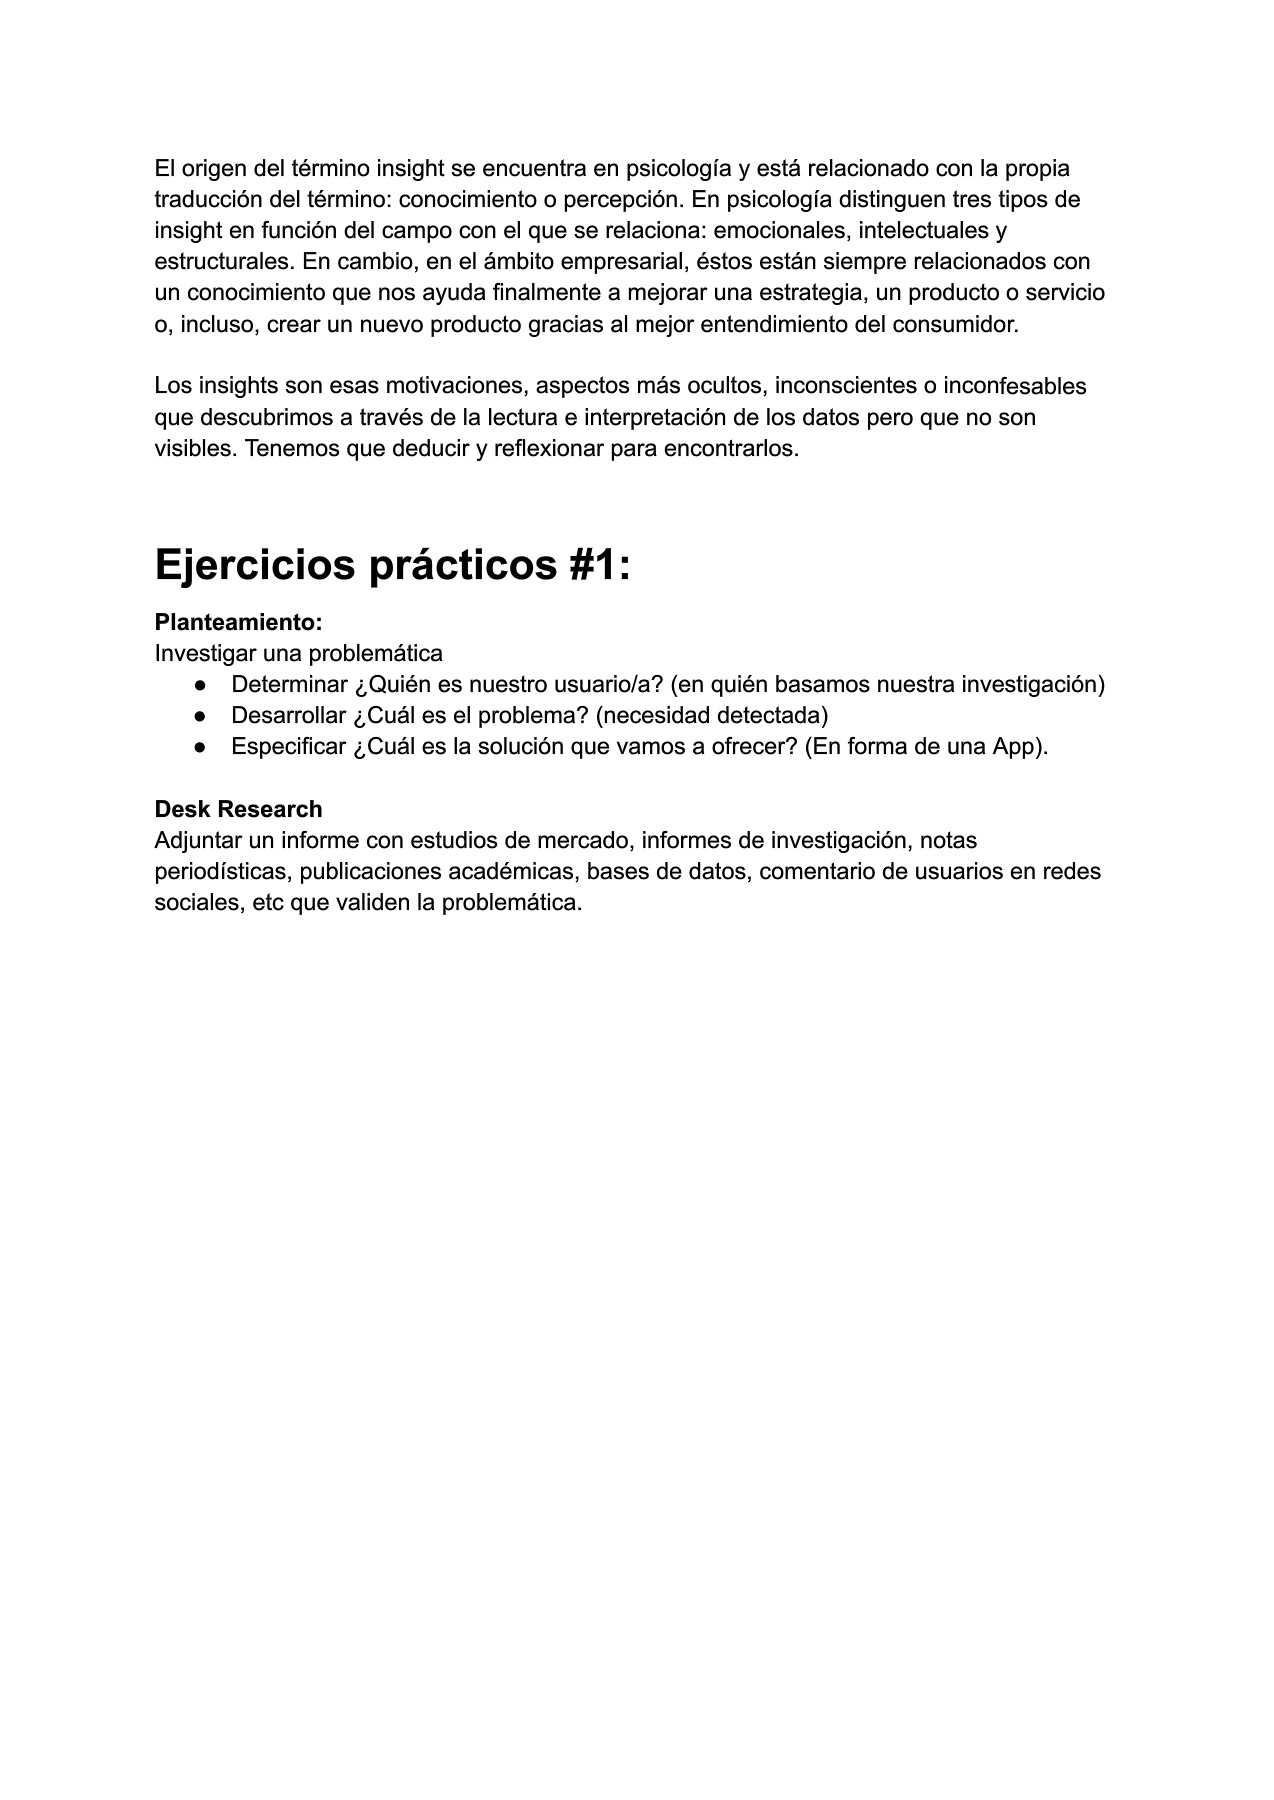 El origen del término insight se encuentra en psicología y está relacionado con la propia
traducción del término: conocimiento o percepción. En psicología distinguen tres tipos de
insight en función del campo con el que se relaciona: emocionales, intelectuales y
estructurales. En cambio, en el ámbito empresarial, éstos están siempre relacionados con
un conocimiento que nos ayuda finalmente a mejorar una estrategia, un producto o servicio
o, incluso, crear un nuevo producto gracias al mejor entendimiento del consumidor.
Los insights son esas motivaciones, aspectos más ocultos, inconscientes o inconfesables
que descubrimos a través de la lectura e interpretación de los datos pero que no son
visibles. Tenemos que deducir y reflexionar para encontrarlos.
Ejercicios prácticos #1:
Planteamiento:
Investigar una problemática
● Determinar ¿Quién es nuestro usuario/a? (en quién basamos nuestra investigación)
● Desarrollar ¿Cuál es el problema? (necesidad detectada)
● Especificar ¿Cuál es la solución que vamos a ofrecer? (En forma de una App).
Desk Research
Adjuntar un informe con estudios de mercado, informes de investigación, notas
periodísticas, publicaciones académicas, bases de datos, comentario de usuarios en redes
sociales, etc que validen la problemática.